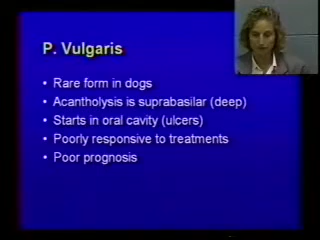 P. Vulgaris
• Rare form in dogs
• Acantholysis is suprabasilar (deep)
• Starts in oral cavity (ulcers)
• Poorly responsive to treatments
• Poor prognosis